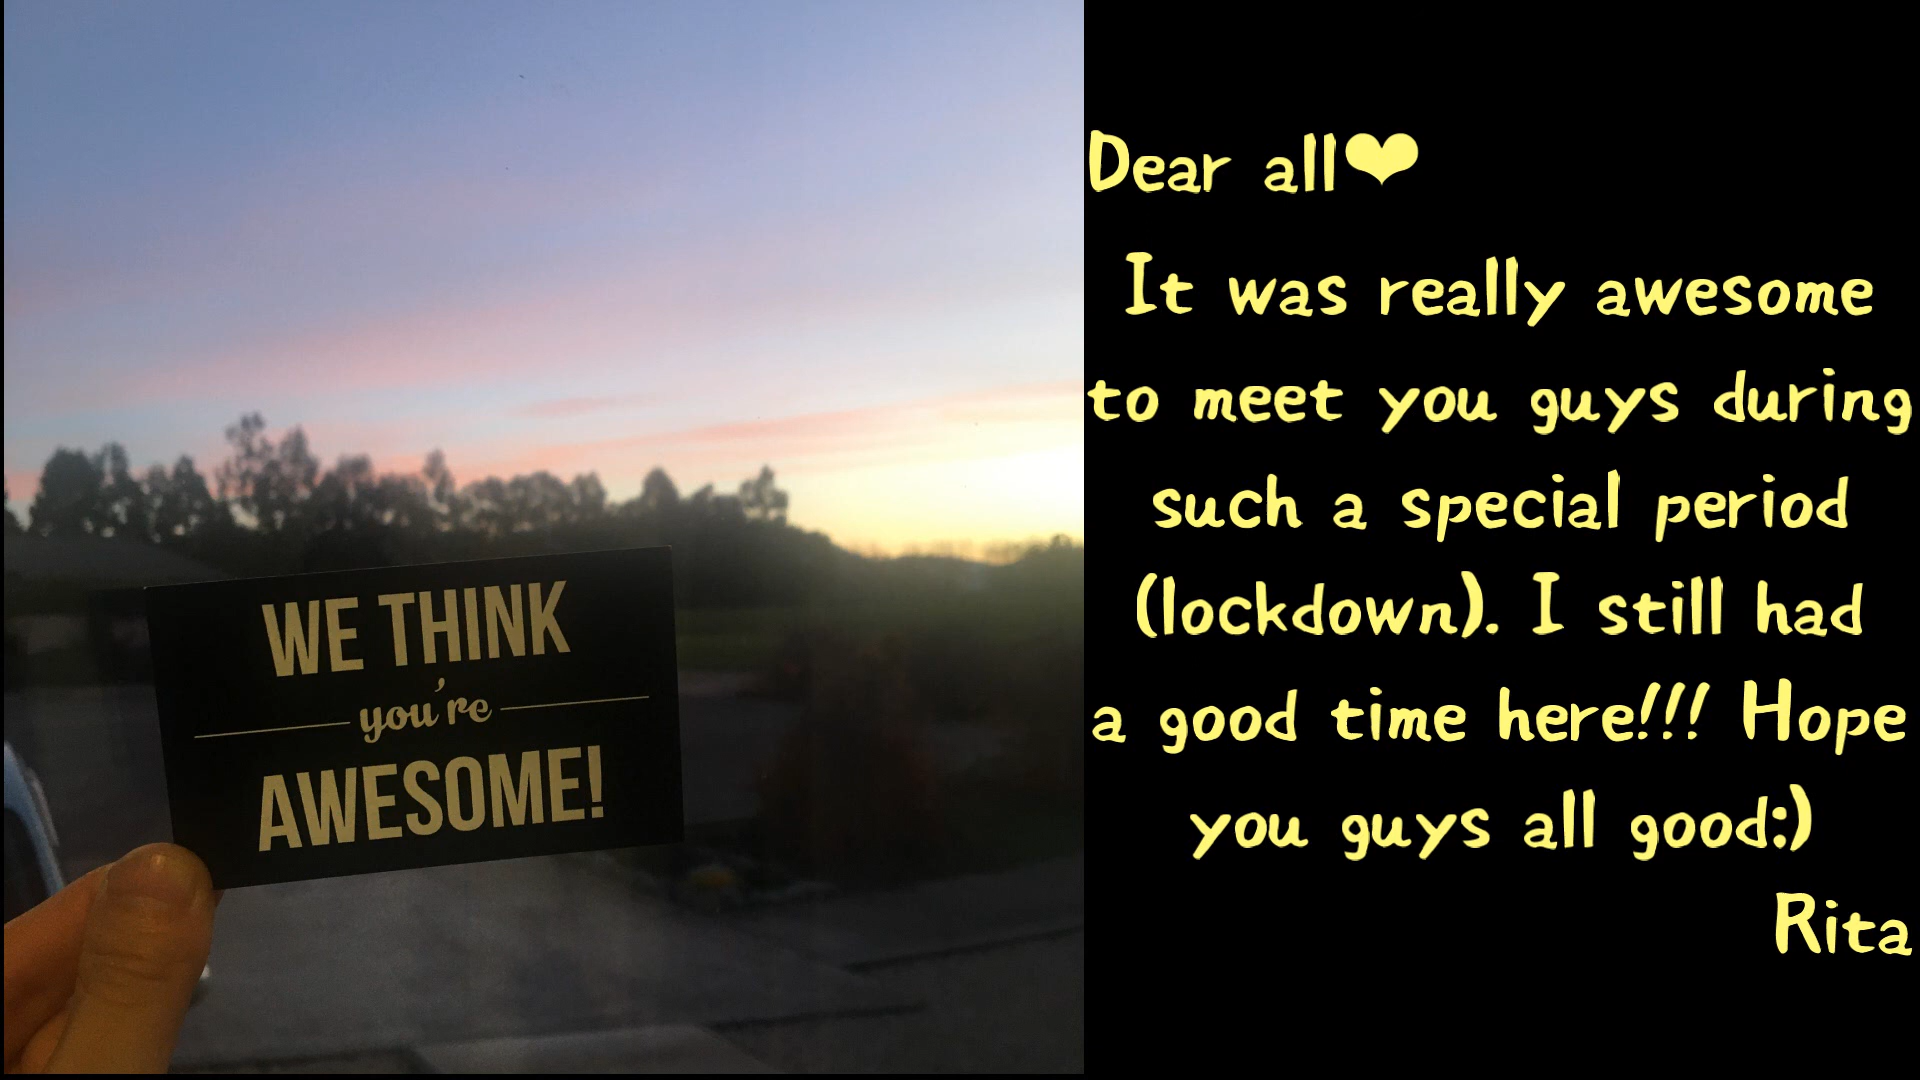 WE THINK
you're
AWESOME!
Dear all❤
It was really awesome
to meet you guys during
such a special period
(lockdown). I still had
a good time here!!! Hope
you guys all good:)
Rita